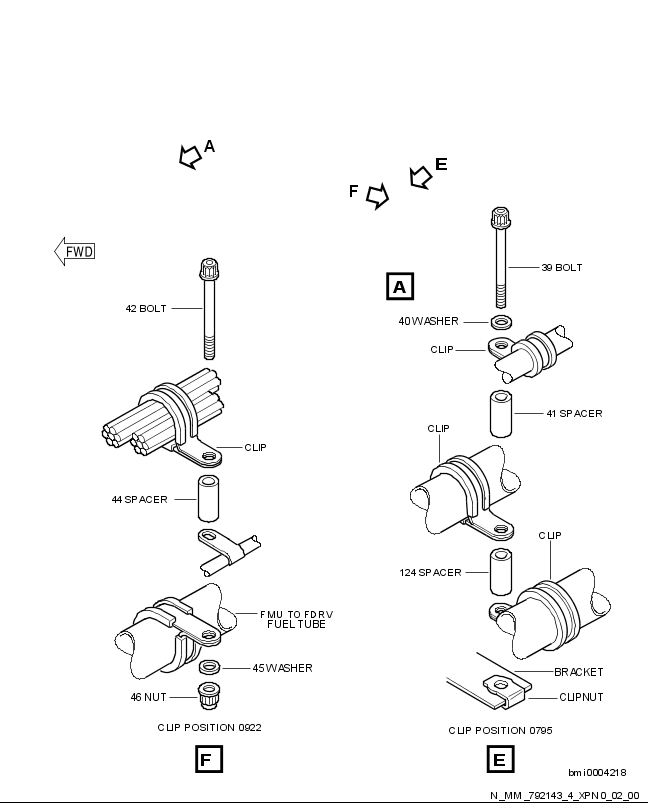 A
E
F
FWD
39 BOLT
A
42 BOLT
40 WASHER
CLIP
41 SPACER
CLIP
CLIP
44 SPACER
CLIP
124 SPACER
FMU TO FDRV
FUEL TUBE
45 WASHER
BRACKET
46 NUT
CLIPNUT
CLIP POSITION 0922
CLIP POSITION 0795
F
E
bmi0004218
N_MM_792143_4_XPN0_02_00